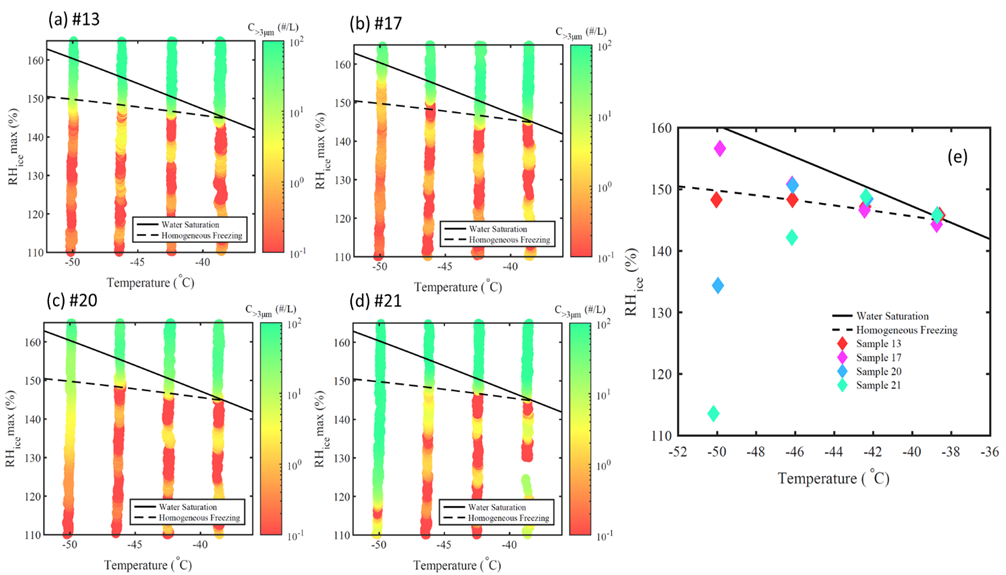 (a) #13
C>3μm (#/L)
10^2
10^1
10^0
10^-1
160
150
140
130
120
110
RH_ice max (%)
Water Saturation
Homogeneous Freezing
-50
-45
-40
Temperature (°C)
(b) #17
C>3μm (#/L)
10^2
10^1
10^0
10^-1
160
150
140
130
120
110
RH_ice max (%)
Water Saturation
Homogeneous Freezing
-50
-45
-40
Temperature (°C)
(c) #20
C>3μm (#/L)
10^2
10^1
10^0
10^-1
160
150
140
130
120
110
RH_ice max (%)
Water Saturation
Homogeneous Freezing
-50
-45
-40
Temperature (°C)
(d) #21
C>3μm (#/L)
10^2
10^1
10^0
10^-1
160
150
140
130
120
110
RH_ice max (%)
Water Saturation
Homogeneous Freezing
-50
-45
-40
Temperature (°C)
(e)
160
150
140
130
120
110
RH_ice (%)
Water Saturation
Homogeneous Freezing
Sample 13
Sample 17
Sample 20
Sample 21
-52
-50
-48
-46
-44
-42
-40
-38
-36
Temperature (°C)